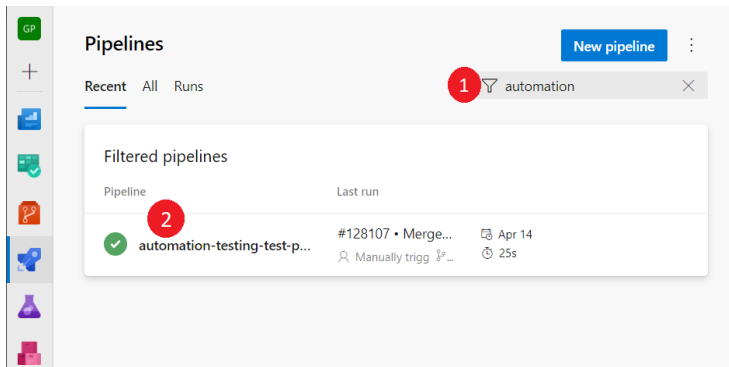 GP
Pipelines
New pipeline
Recent All Runs
1 automation
Filtered pipelines
Pipeline Last run
2
automation-testing-test-p... #128107 • Merge... Apr 14
Manually trigg ... 25s